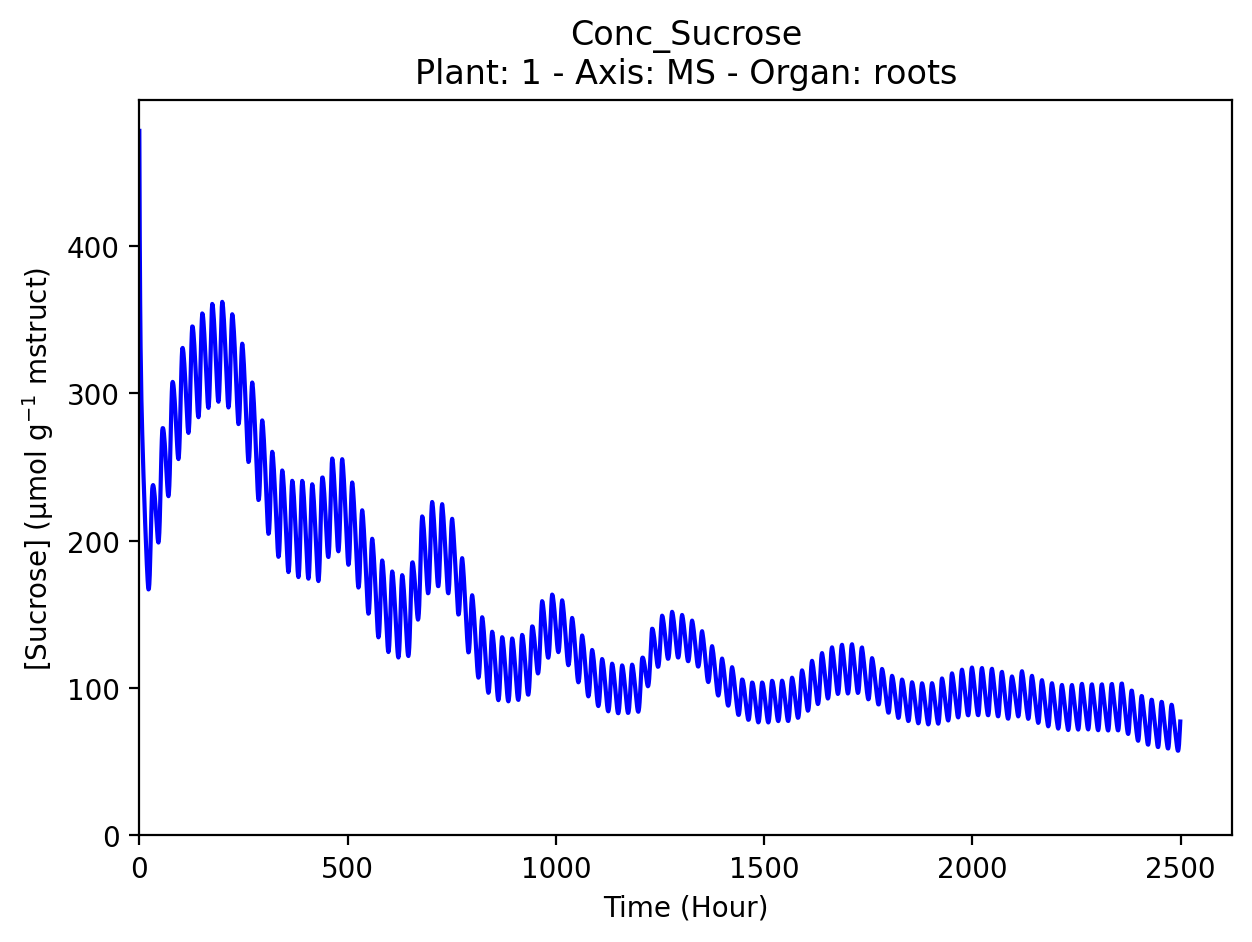 Conc_Sucrose
Plant: 1 - Axis: MS - Organ: roots
[Sucrose] (µmol g⁻¹ mstruct)
400
300
200
100
0
0 500 1000 1500 2000 2500
Time (Hour)